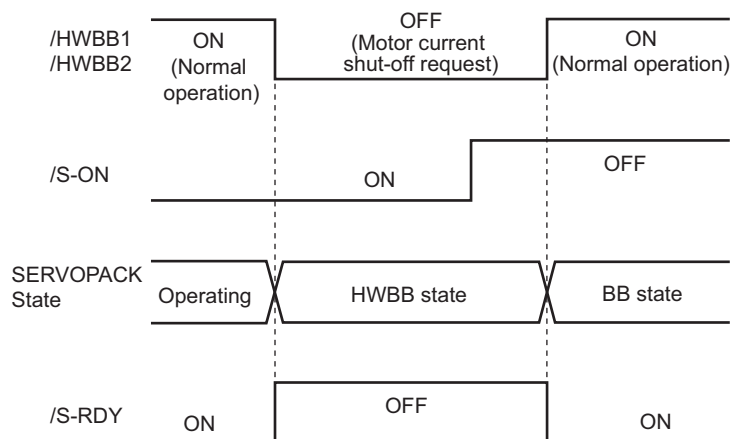 /HWBB1
/HWBB2
ON
(Normal
operation)
OFF
(Motor current
shut-off request)
ON
(Normal operation)
/S-ON
ON
OFF
SERVOPACK
State
Operating
HWBB state
BB state
/S-RDY
ON
OFF
ON